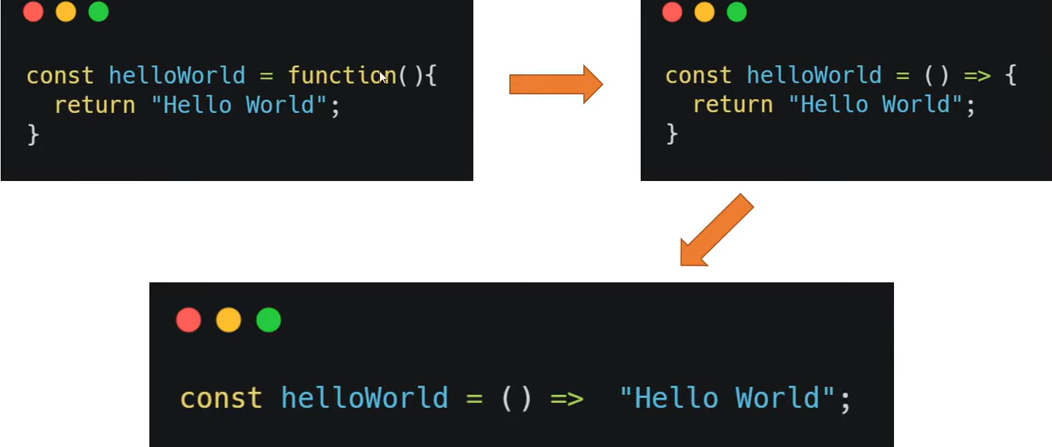 const helloWorld = function(){
  return "Hello World";
}
const helloWorld = () => {
  return "Hello World";
}
const helloWorld = () =>  "Hello World";